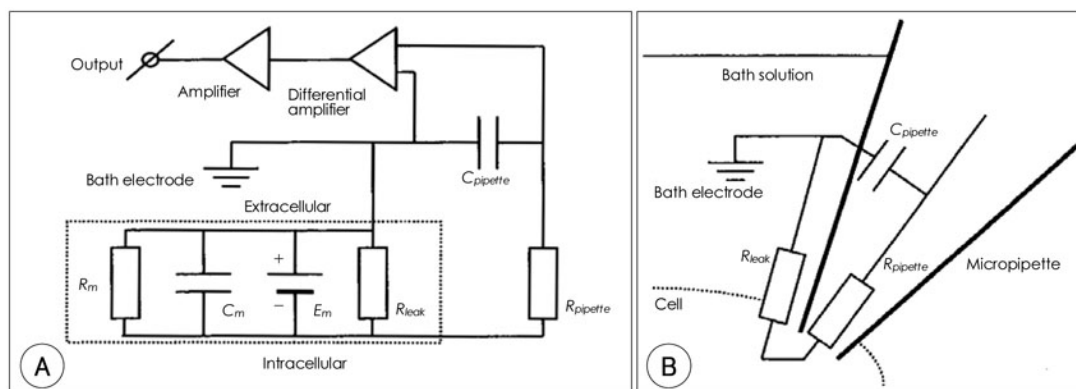 Output
Amplifier
Differential
amplifier
Cpipette
Bath electrode
Extracellular
Rm
Cm
+
−
Em
Rleak
Rpipette
Intracellular
A
Bath solution
Cpipette
Bath electrode
Rleak
Rpipette
Micropipette
Cell
B